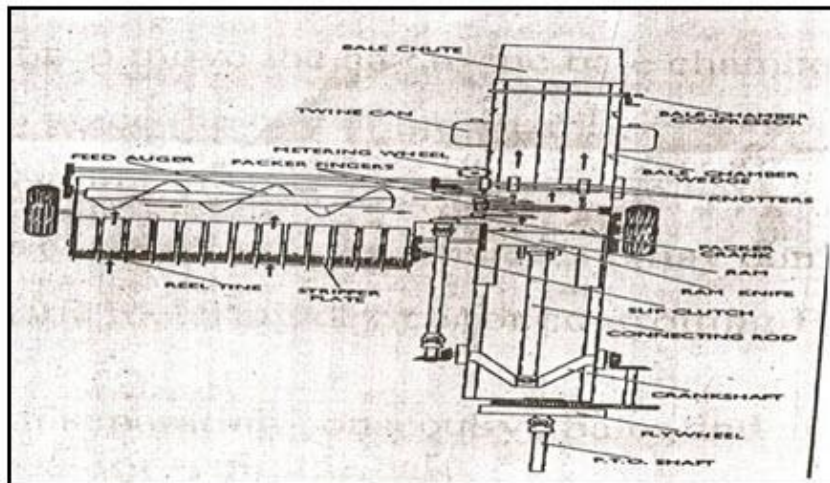 BALE CHUTE
TWINE CAN
METERING WHEEL
PACKER FINGERS
FEED AUGER
BALE CHAMBER
COMPRESSOR
BALE CHAMBER
WEDGE
KNOTTERS
PACKER
CRANK
RAM
RAM KNIFE
SLIP CLUTCH
CONNECTING ROD
CRANKSHAFT
FLYWHEEL
P.T.O. SHAFT
REEL TINE
STRIPPER
PLATE